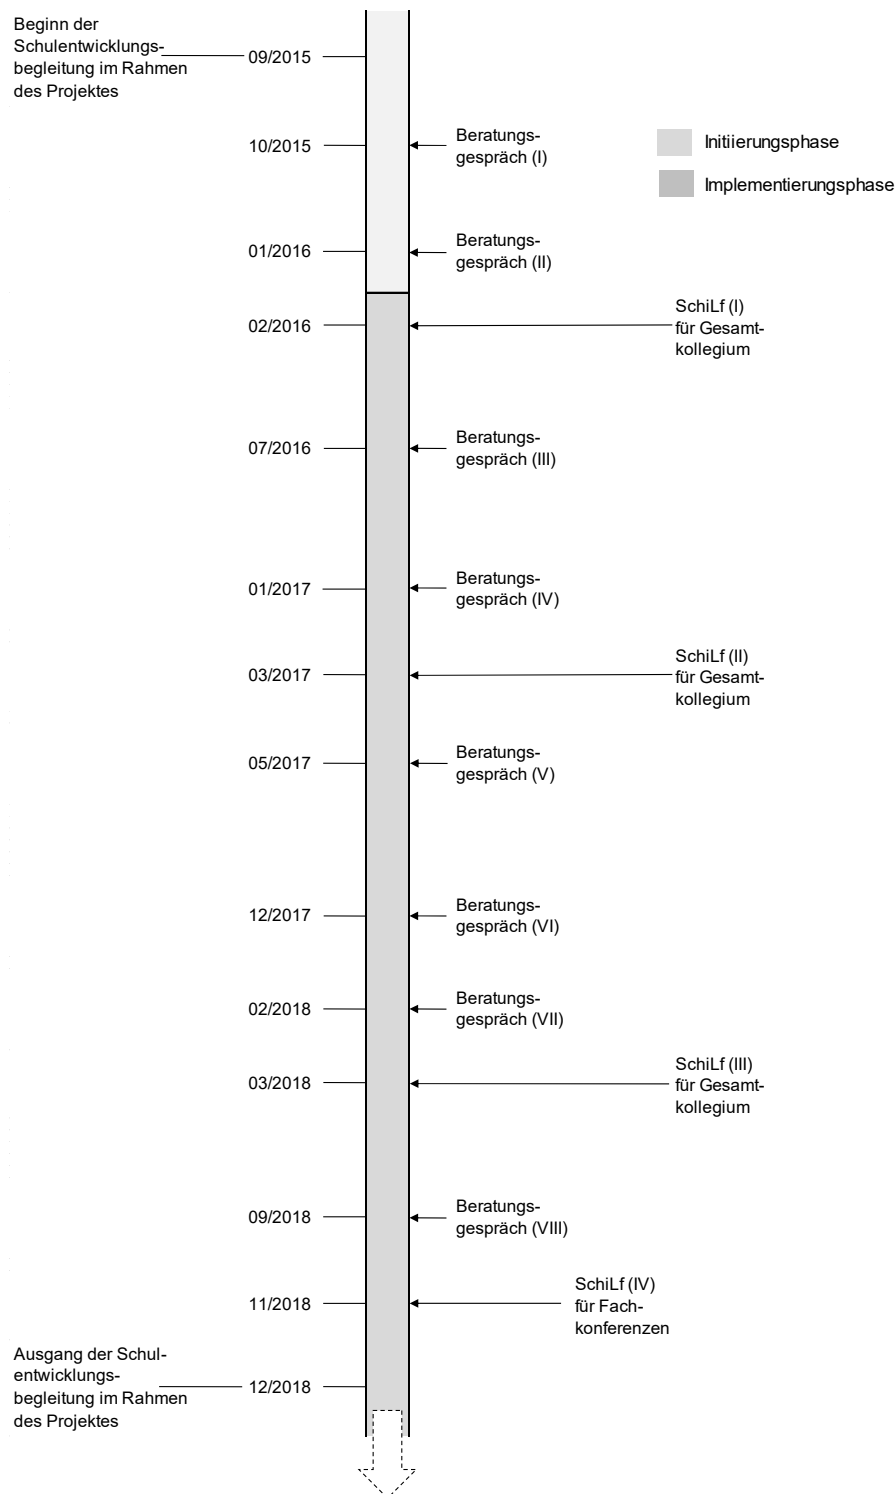 Beginn der
Schulentwicklungs-
begleitung im Rahmen
des Projektes
09/2015
10/2015
Beratungs-
gespräch (I)
Initiierungsphase
Implementierungsphase
01/2016
Beratungs-
gespräch (II)
02/2016
SchiLf (I)
für Gesamt-
kollegium
07/2016
Beratungs-
gespräch (III)
01/2017
Beratungs-
gespräch (IV)
03/2017
SchiLf (II)
für Gesamt-
kollegium
05/2017
Beratungs-
gespräch (V)
12/2017
Beratungs-
gespräch (VI)
02/2018
Beratungs-
gespräch (VII)
03/2018
SchiLf (III)
für Gesamt-
kollegium
09/2018
Beratungs-
gespräch (VIII)
11/2018
SchiLf (IV)
für Fach-
konferenzen
Ausgang der Schul-
entwicklungs-
begleitung im Rahmen
des Projektes
12/2018